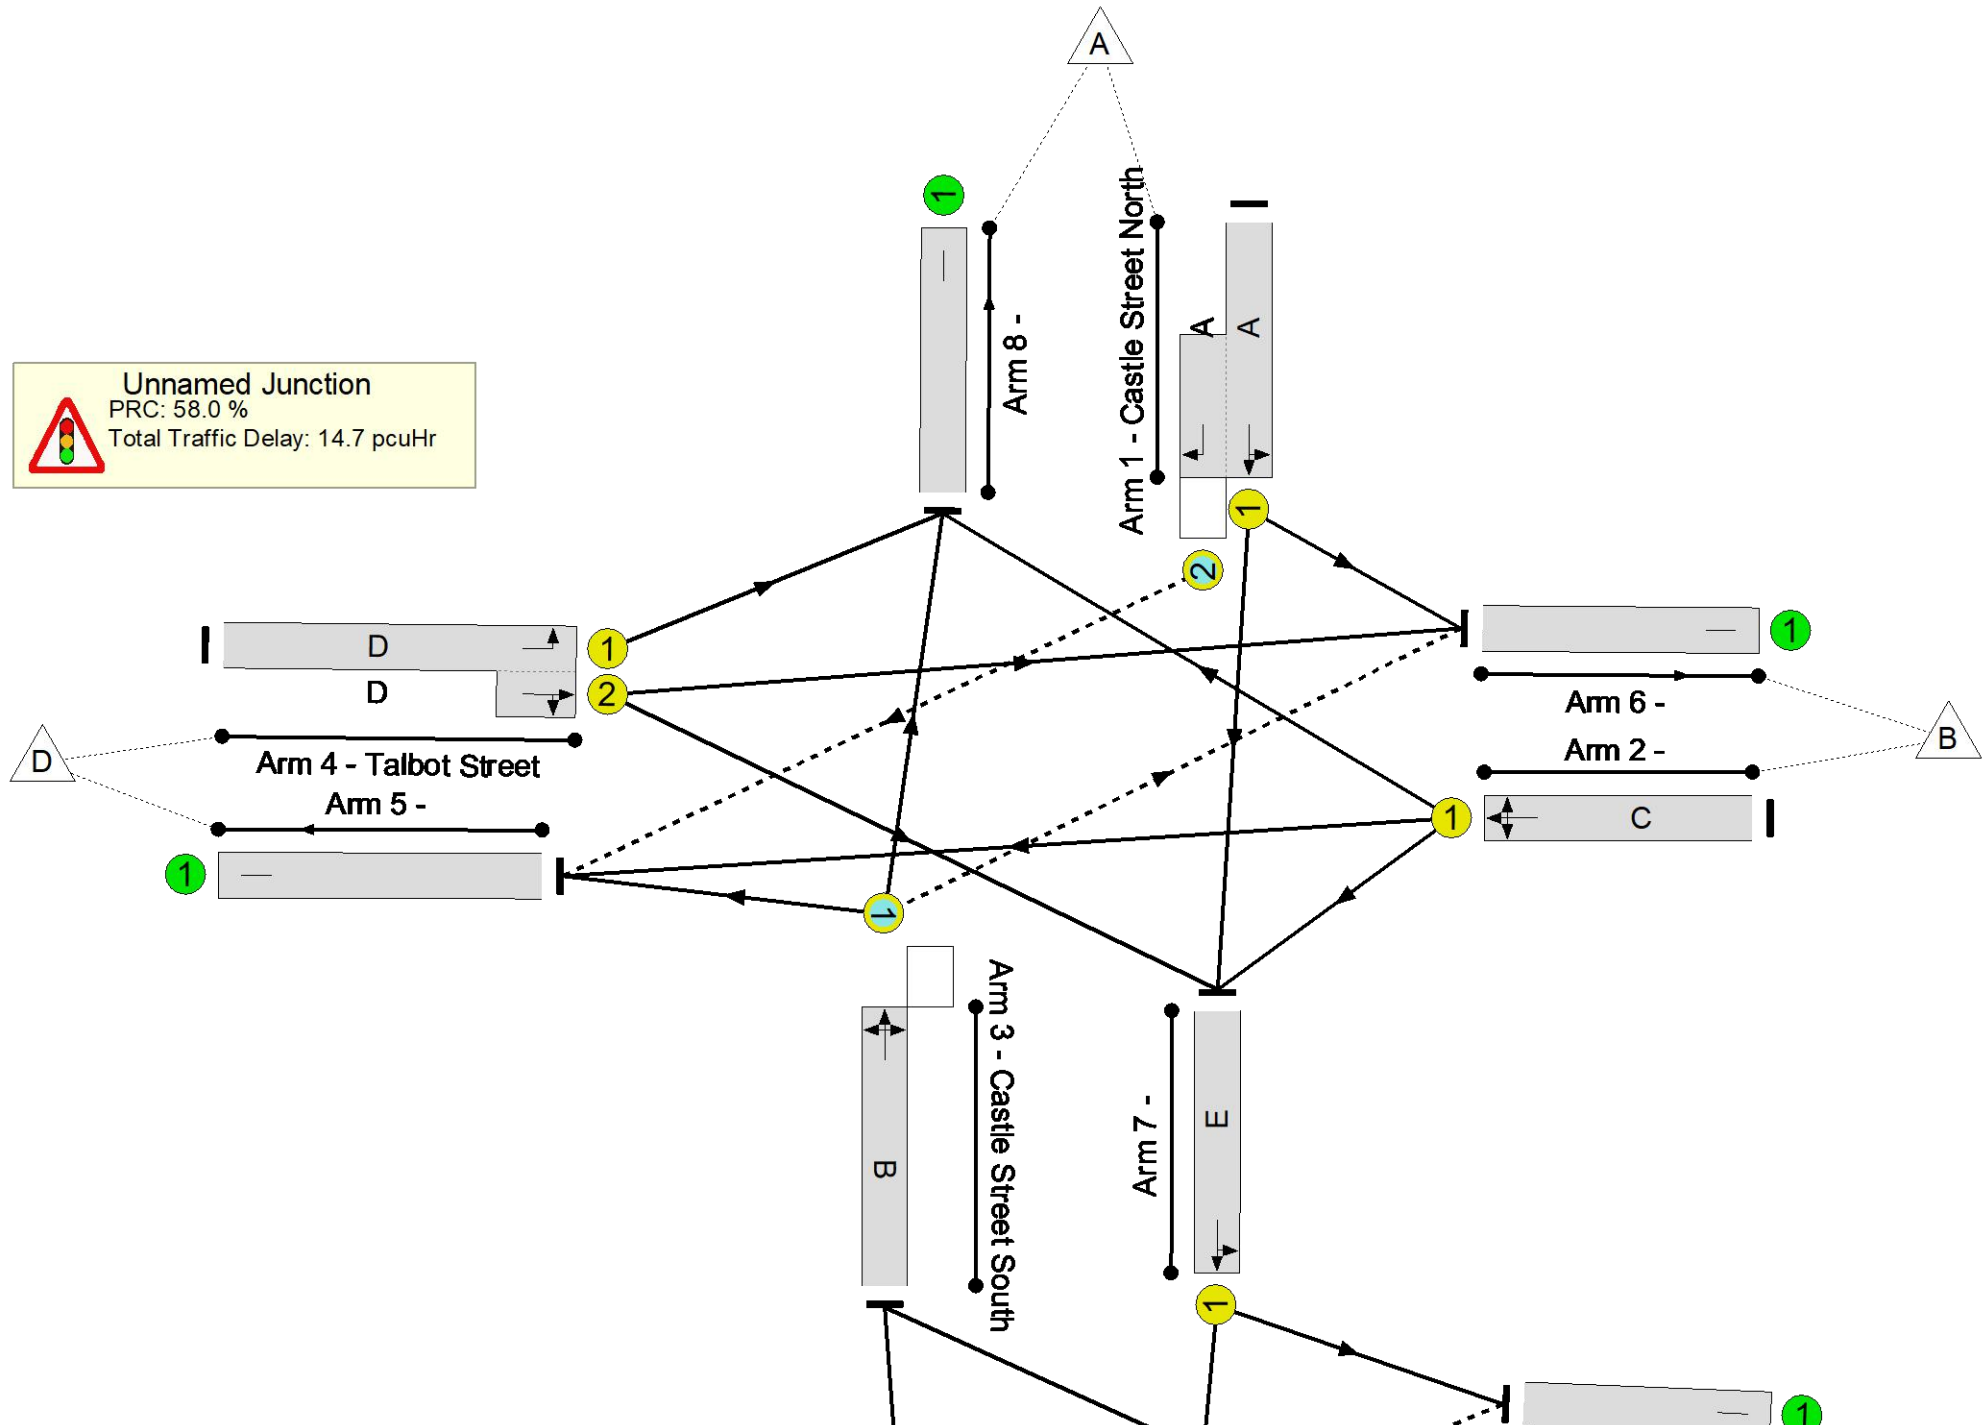 A
1
Arm 8 -
Arm 1 - Castle Street North
A
A
1
2
Unnamed Junction
PRC: 58.0 %
Total Traffic Delay: 14.7 pcuHr
D
1
D
2
D
Arm 4 - Talbot Street
Arm 5 -
1
1
Arm 6 -
Arm 2 -
B
1
C
1
Arm 3 - Castle Street South
B
Arm 7 -
E
1
1